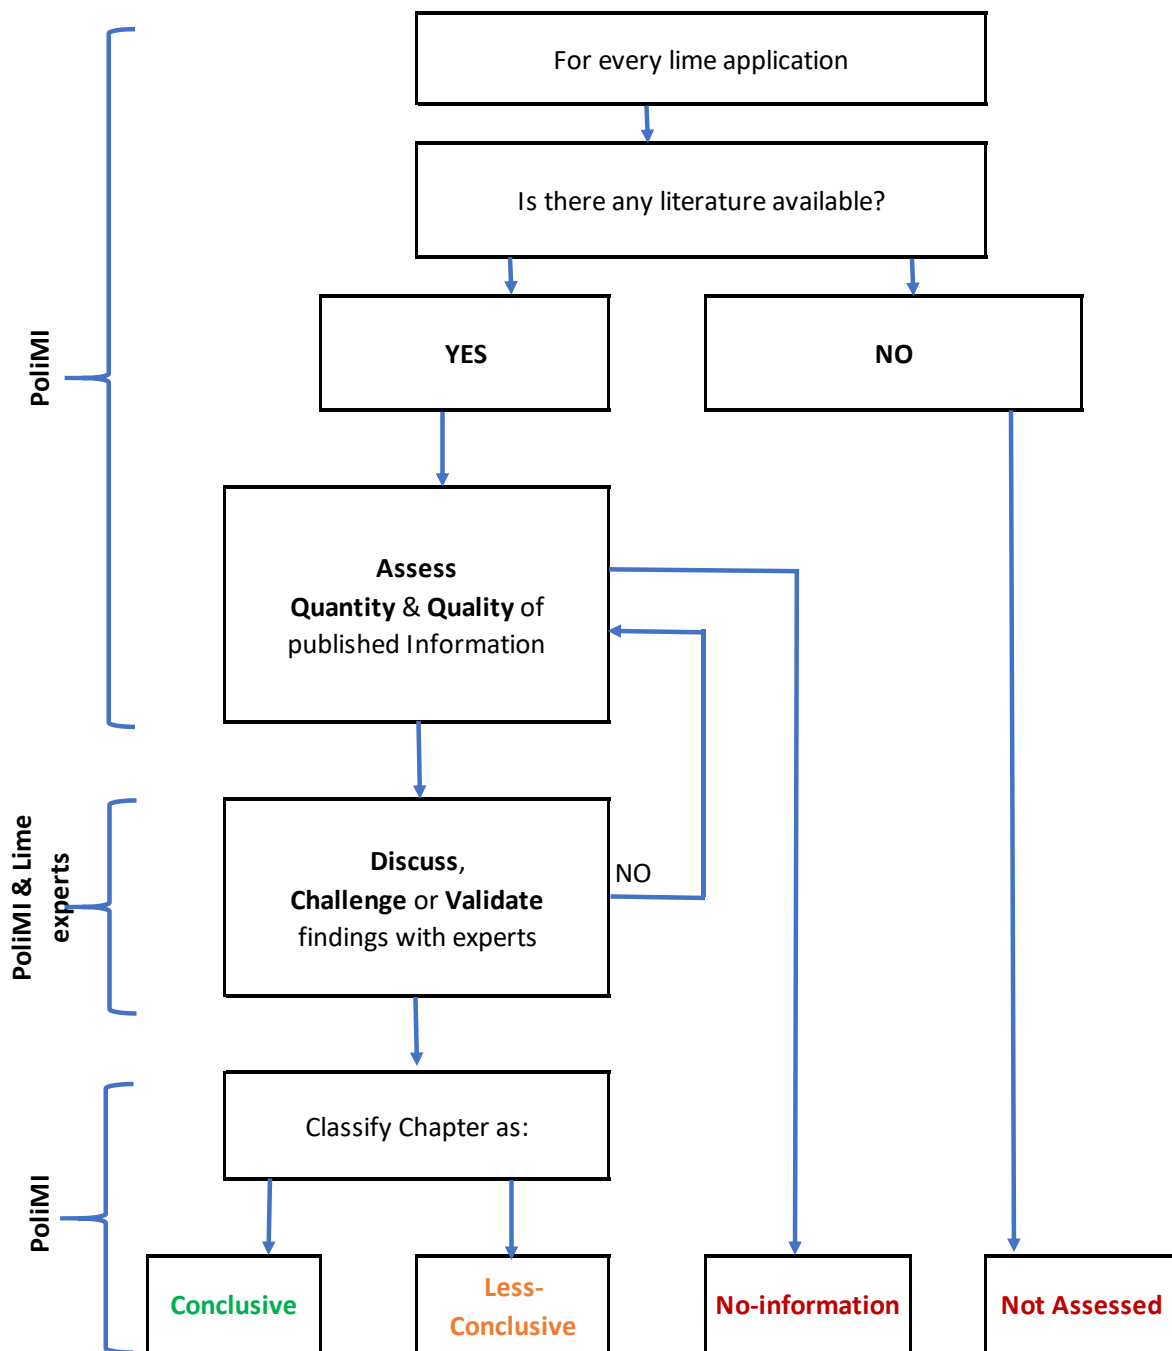 For every lime application
Is there any literature available?
PoliMI
YES
NO
Assess
Quantity & Quality of
published Information
PoliMI & Lime
experts
Discuss,
Challenge or Validate
findings with experts
NO
PoliMI
Classify Chapter as:
Conclusive
Less-
Conclusive
No-information
Not Assessed